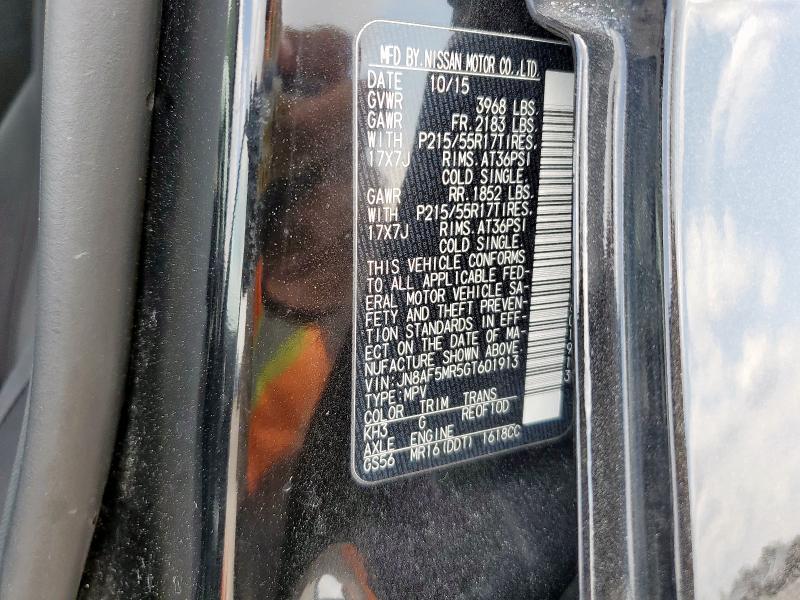 MFD BY.NISSAN MOTOR CO.,LTD.
DATE 10/15
GVWR 3968 LBS.
GAWR FR.2183 LBS.
WITH P215/55R17TIRES,
17X7J RIMS.AT36PSI
COLD SINGLE.
GAWR RR.1852 LBS.
WITH P215/55R17TIRES,
17X7J RIMS.AT36PSI
COLD SINGLE.
THIS VEHICLE CONFORMS
TO ALL APPLICABLE FED-
ERAL MOTOR VEHICLE SA-
FETY AND THEFT PREVEN-
TION STANDARDS IN EFF-
ECT ON THE DATE OF MA-
NUFACTURE SHOWN ABOVE.
VIN:JN8AF5MR5GT601913
TYPE:MPV
COLOR TRIM TRANS
KH3 G RE0F10D
AXLE ENGINE
GS56 MR16(DDT) 1618CC